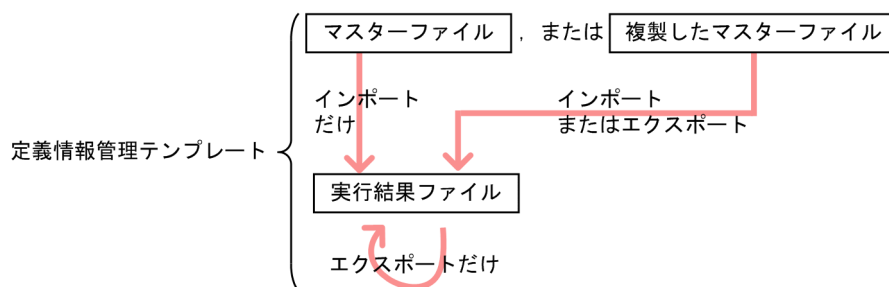 マスターファイル ，または 複製したマスターファイル
インポート
だけ
インポート
またはエクスポート
定義情報管理テンプレート
実行結果ファイル
エクスポートだけ